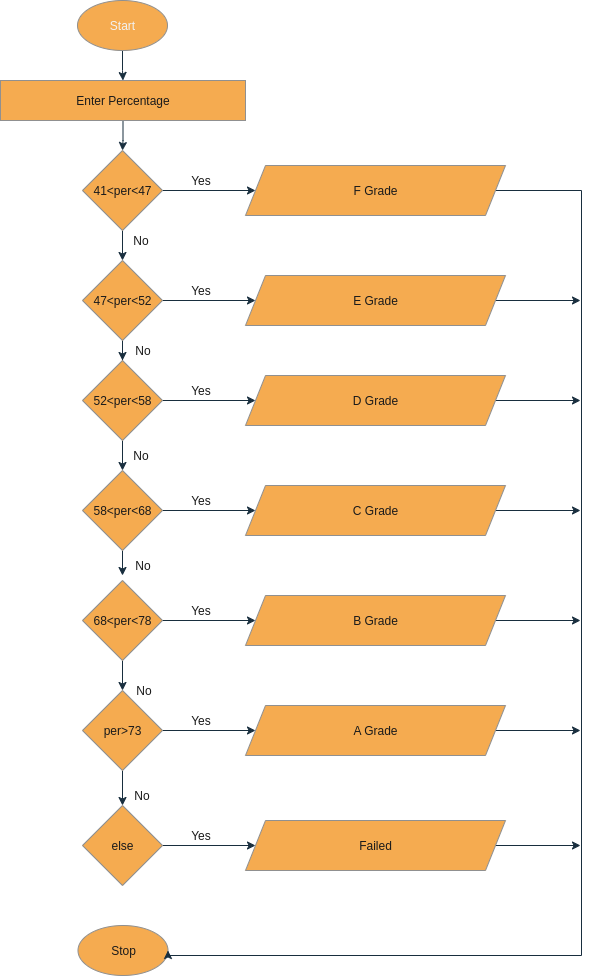 Start
Enter Percentage
41<per<47
Yes
F Grade
No
47<per<52
Yes
E Grade
No
52<per<58
Yes
D Grade
No
58<per<68
Yes
C Grade
No
68<per<78
Yes
B Grade
No
per>73
Yes
A Grade
No
else
Yes
Failed
Stop